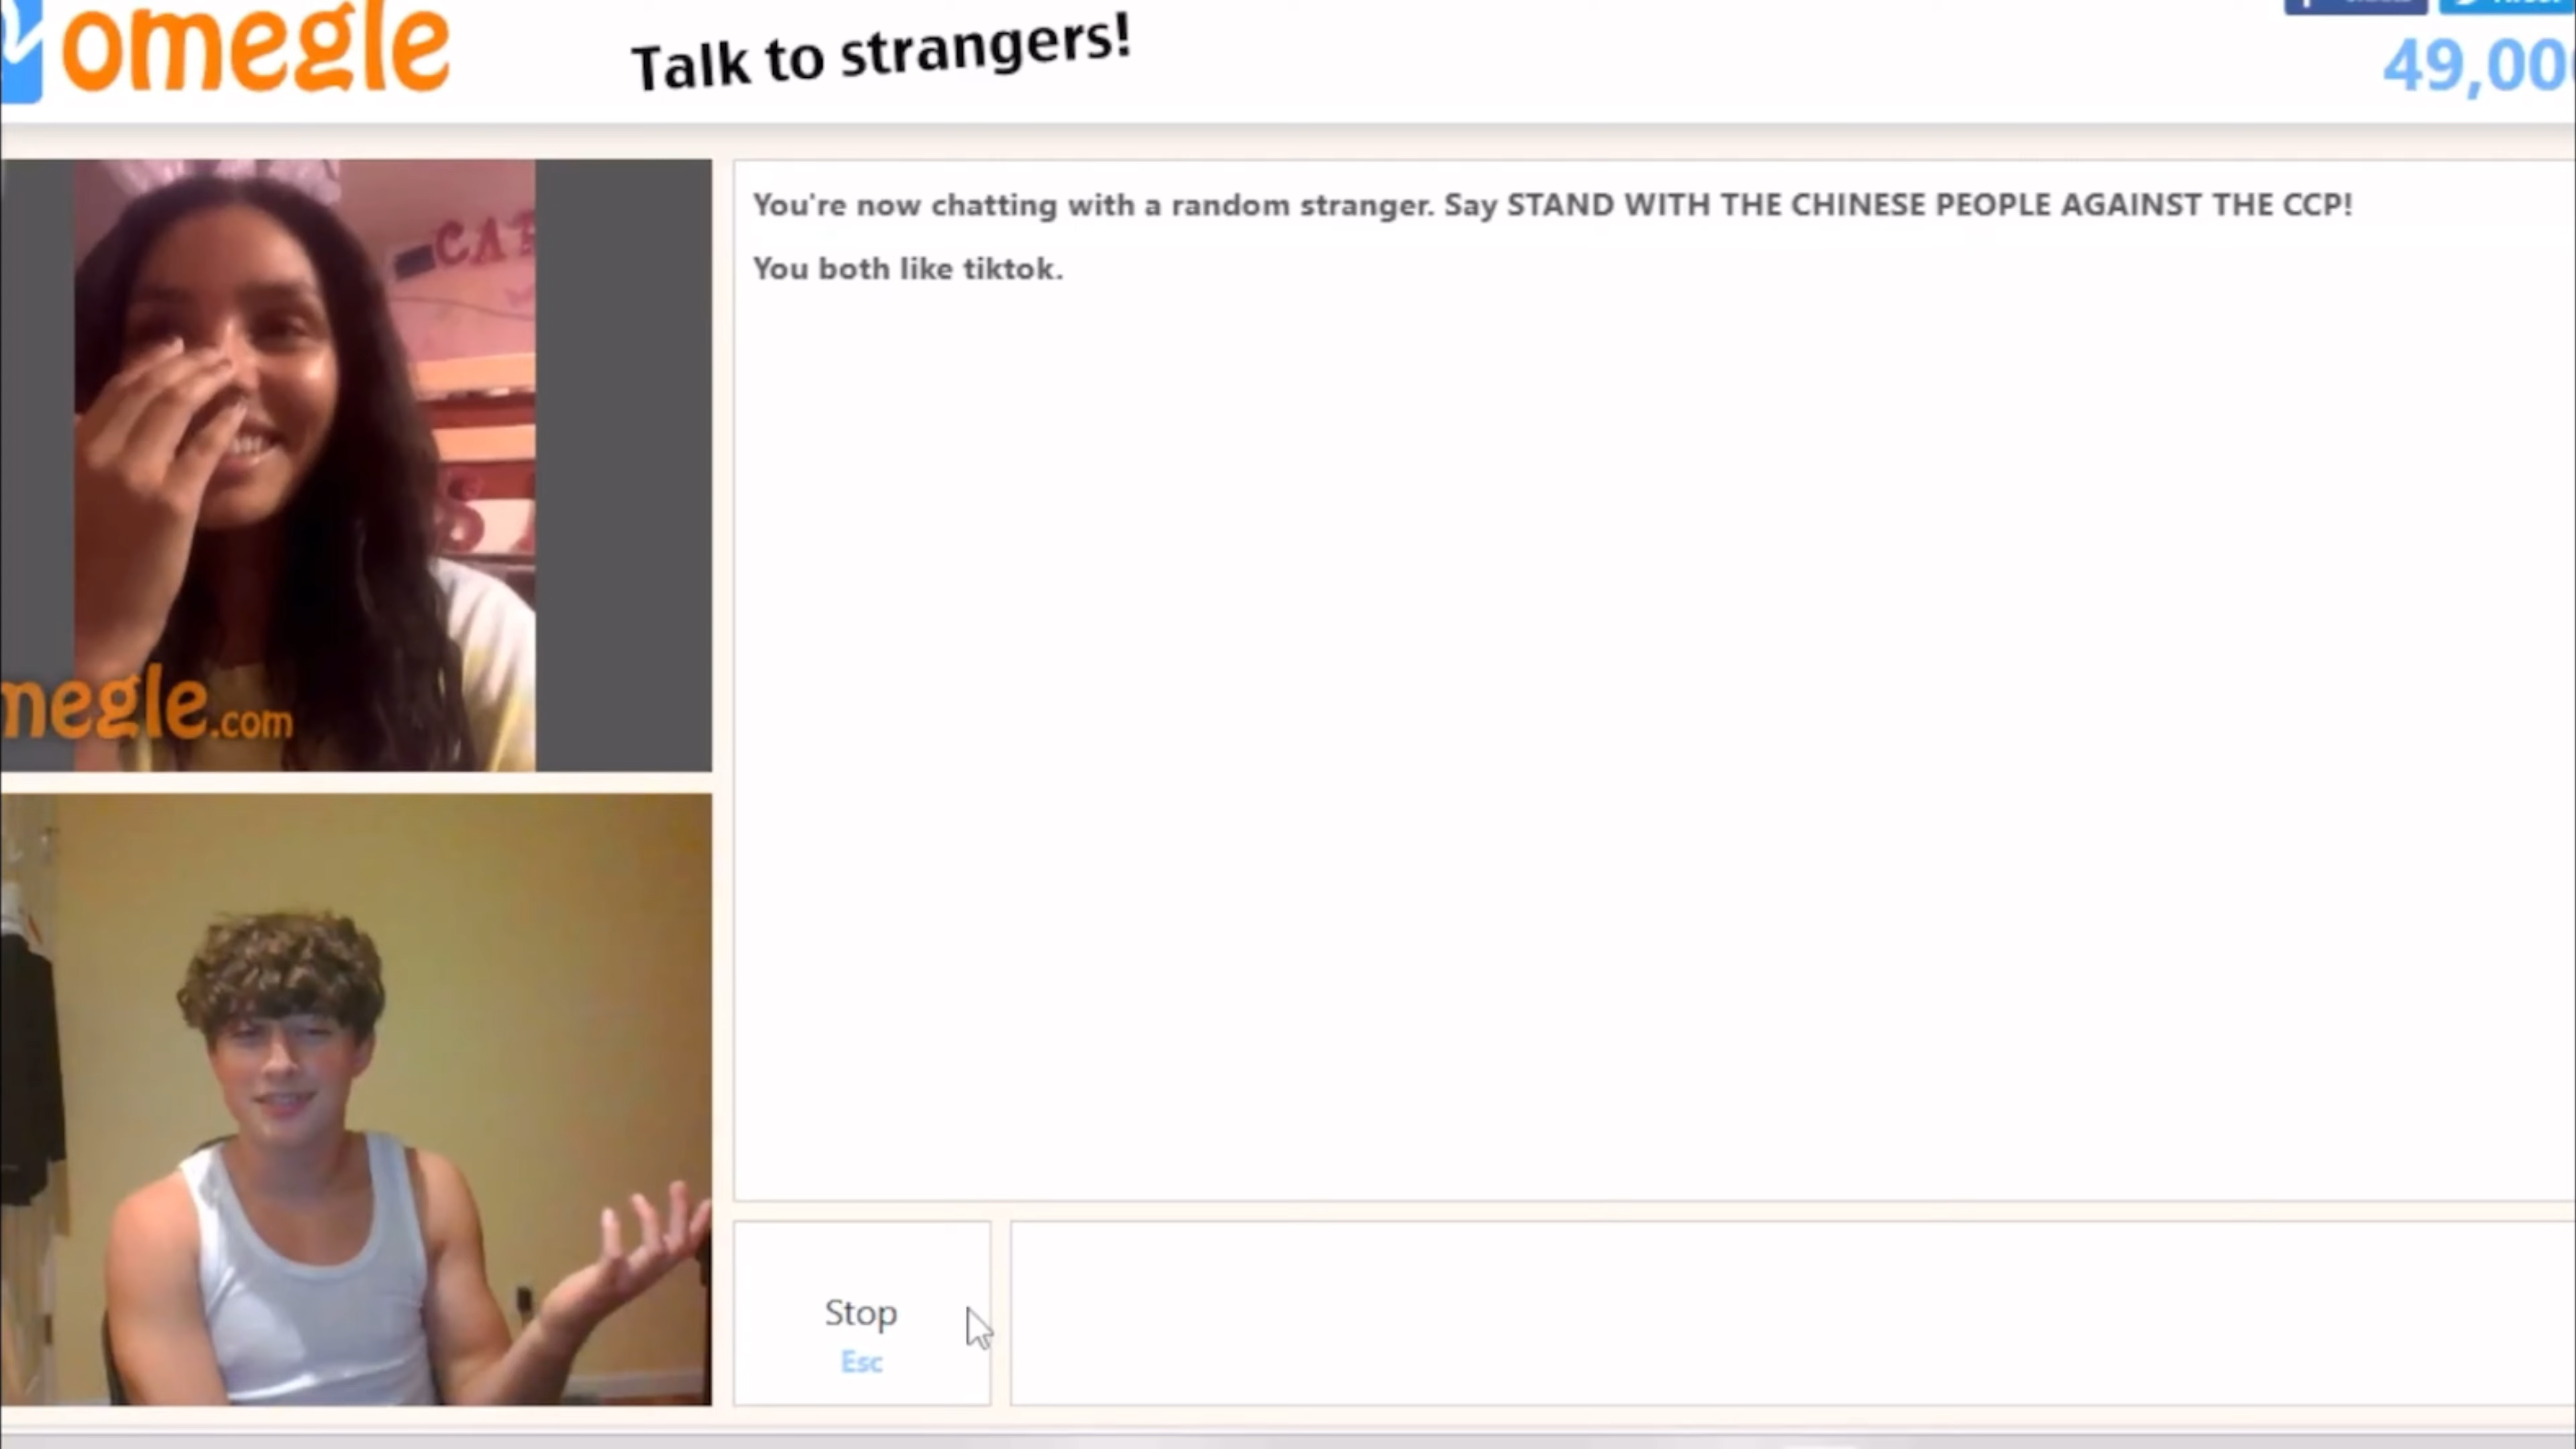 omegle
Talk to strangers!
49,00
You're now chatting with a random stranger. Say STAND WITH THE CHINESE PEOPLE AGAINST THE CCP!
You both like tiktok.
CA
S
megle.com
Stop
Esc